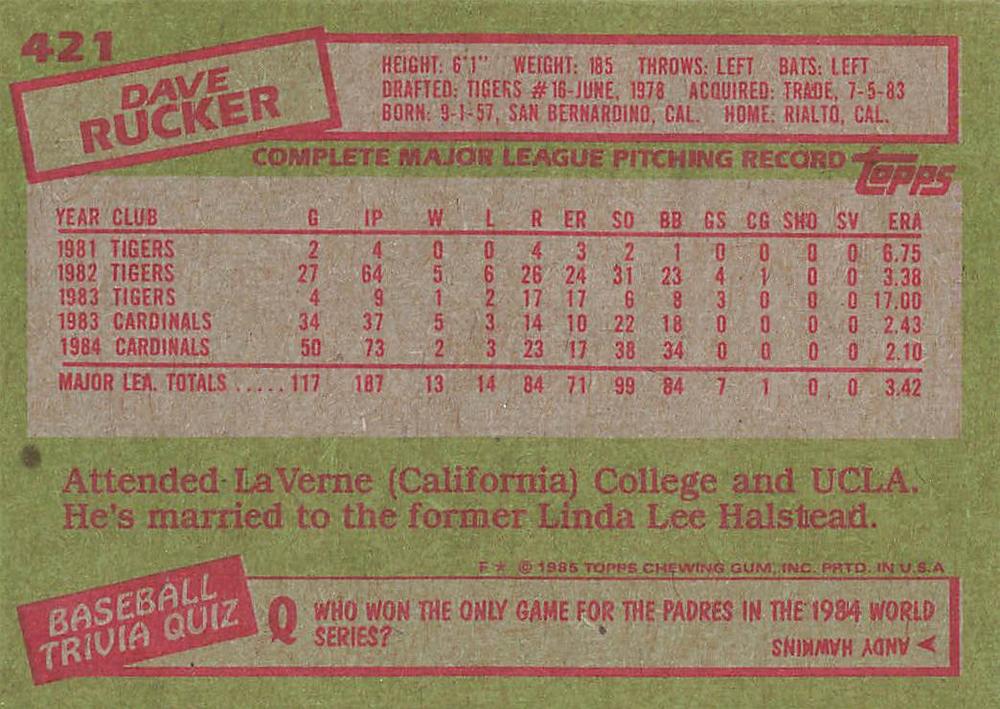 421
DAVE
RUCKER
HEIGHT: 6'1" WEIGHT: 185 THROWS: LEFT BATS: LEFT
DRAFTED: TIGERS #16-JUNE, 1978 ACQUIRED: TRADE, 7-5-83
BORN: 9-1-57, SAN BERNARDINO, CAL. HOME: RIALTO, CAL.
COMPLETE MAJOR LEAGUE PITCHING RECORD
TOPPS
YEAR CLUB G IP W L R ER SO BB GS CG SHO SV ERA
1981 TIGERS 2 4 0 0 4 3 2 1 0 0 0 0 6.75
1982 TIGERS 27 64 5 6 26 24 31 23 4 1 0 0 3.38
1983 TIGERS 4 9 1 2 17 17 6 8 3 0 0 0 17.00
1983 CARDINALS 34 37 5 3 14 10 22 18 0 0 0 0 2.43
1984 CARDINALS 50 73 2 3 23 17 38 34 0 0 0 0 2.10
MAJOR LEA. TOTALS ..... 117 187 13 14 84 71 99 84 7 1 0 0 3.42
Attended LaVerne (California) College and UCLA.
He's married to the former Linda Lee Halstead.
F ★ © 1985 TOPPS CHEWING GUM, INC. PRTD. IN U.S.A
BASEBALL
TRIVIA QUIZ
Q WHO WON THE ONLY GAME FOR THE PADRES IN THE 1984 WORLD
SERIES?
ANDY HAWKINS